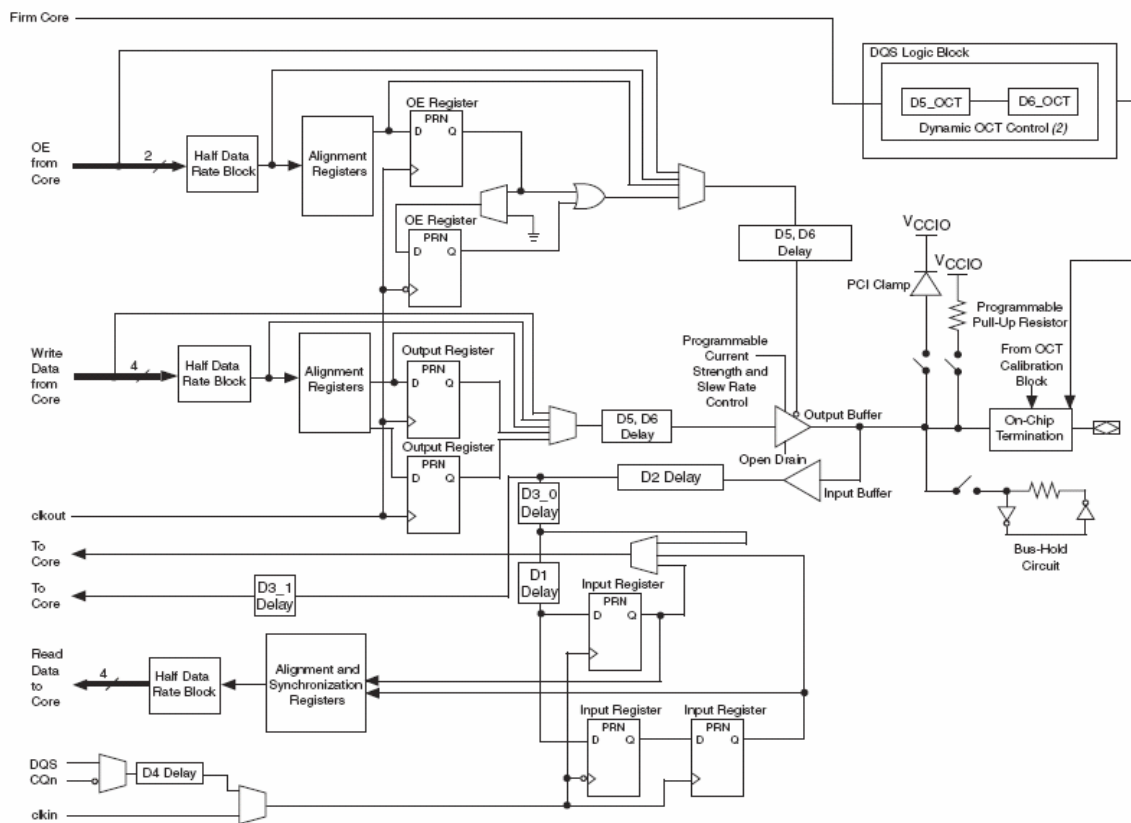 Firm Core
DQS Logic Block
D5_OCT
D6_OCT
Dynamic OCT Control (2)
OE
from
Core
2
Half Data
Rate Block
Alignment
Registers
OE Register
PRN
D
Q
OE Register
PRN
D
Q
D5, D6
Delay
VCCIO
PCI Clamp
VCCIO
Programmable
Pull-Up Resistor
From OCT
Calibration
Block
On-Chip
Termination
Write
Data
from
Core
4
Half Data
Rate Block
Alignment
Registers
Output Register
PRN
D
Q
Output Register
PRN
D
Q
D5, D6
Delay
Programmable
Current
Strength and
Slew Rate
Control
Output Buffer
Open Drain
Input Buffer
D2 Delay
D3_0
Delay
Bus-Hold
Circuit
clkout
To
Core
D1
Delay
To
Core
D3_1
Delay
Input Register
PRN
D
Q
Read
Data
to
Core
4
Half Data
Rate Block
Alignment and
Synchronization
Registers
Input Register
PRN
D
Q
Input Register
PRN
D
Q
DQS
CQn
D4 Delay
clkin